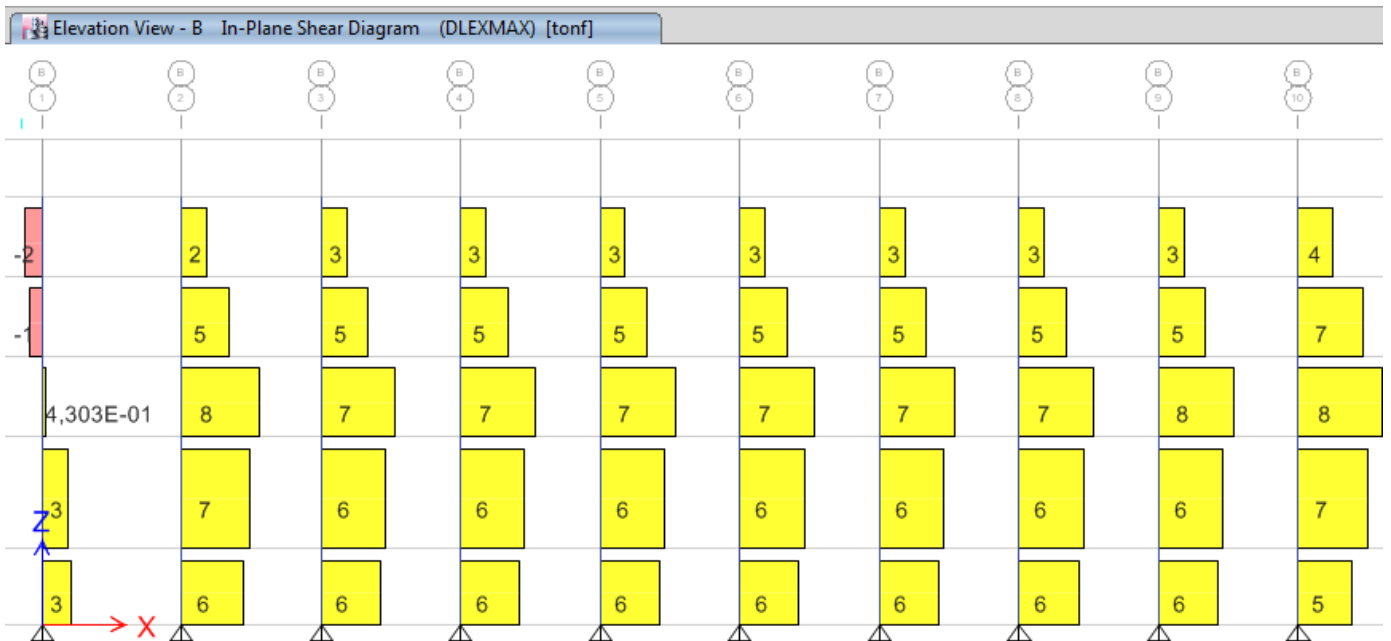 Elevation View - B   In-Plane Shear Diagram   (DLEXMAX)  [tonf]
B B B B B B B B B B
1 2 3 4 5 6 7 8 9 10
-2 2 3 3 3 3 3 3 3 4
-1 5 5 5 5 5 5 5 5 7
4,303E-01 8 7 7 7 7 7 7 8 8
3 7 6 6 6 6 6 6 6 7
Z
3 6 6 6 6 6 6 6 6 5
X